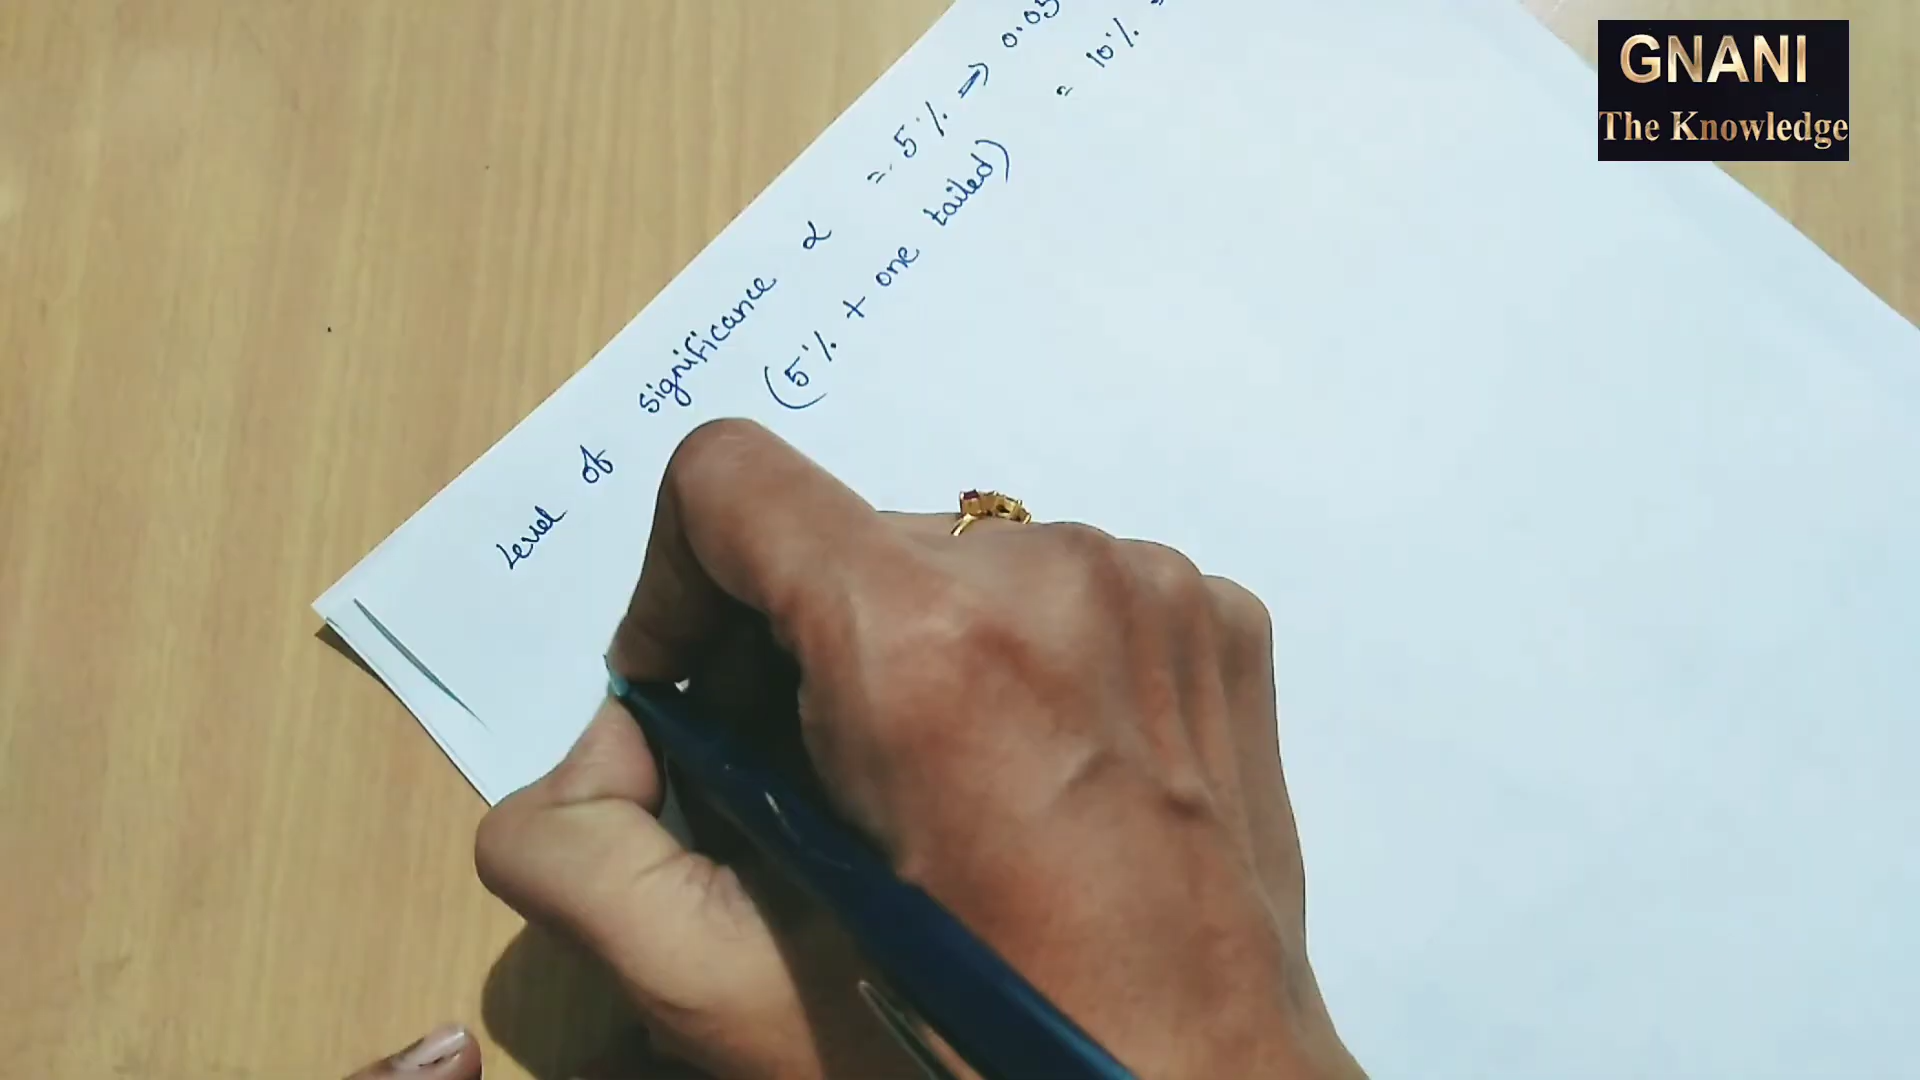 GNANI
The Knowledge
Level of significance α = 5% → 0.05
(5% + one tailed) = 10%